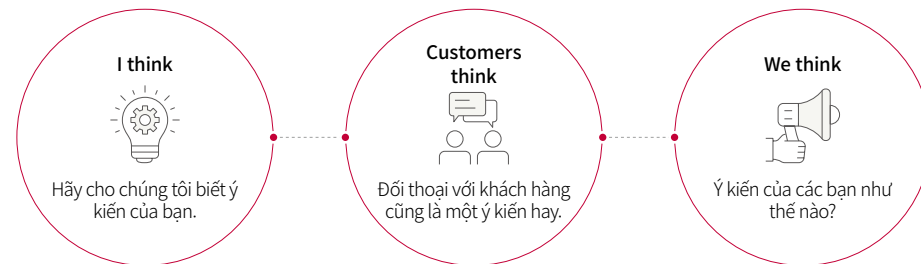 I think
Hãy cho chúng tôi biết ý
kiến của bạn.
Customers
think
Đối thoại với khách hàng
cũng là một ý kiến hay.
We think
Ý kiến của các bạn như
thế nào?